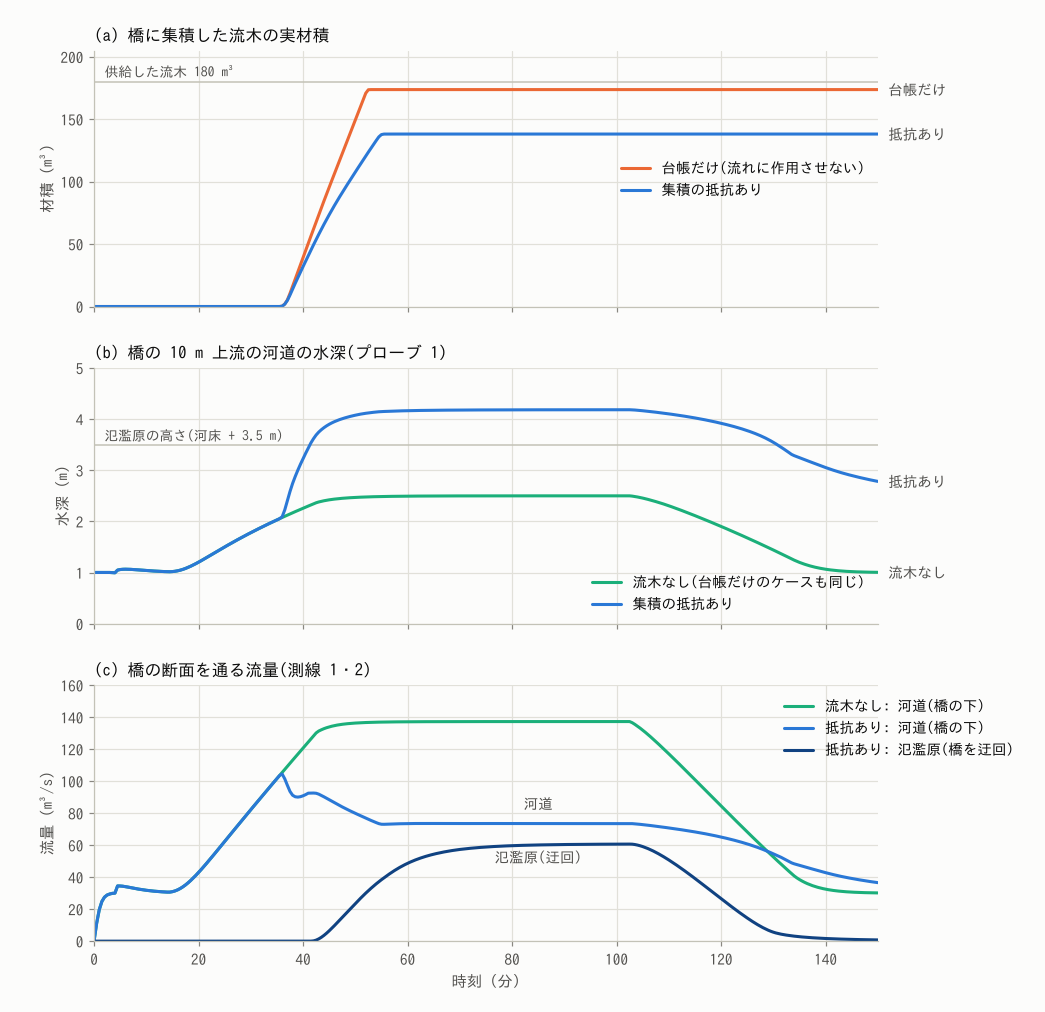 (a) 橋に集積した流木の実材積
200
供給した流木 180 m³
台帳だけ
150
抵抗あり
台帳だけ(流れに作用させない)
集積の抵抗あり
100
50
0
材積 (m³)
(b) 橋の 10 m 上流の河道の水深(プローブ 1)
5
4
氾濫原の高さ(河床 + 3.5 m)
3
抵抗あり
2
1
流木なし
流木なし(台帳だけのケースも同じ)
集積の抵抗あり
0
水深 (m)
(c) 橋の断面を通る流量(測線 1・2)
160
流木なし: 河道(橋の下)
抵抗あり: 河道(橋の下)
抵抗あり: 氾濫原(橋を迂回)
140
120
100
河道
80
60
氾濫原(迂回)
40
20
0
流量 (m³/s)
0 20 40 60 80 100 120 140
時刻 (分)